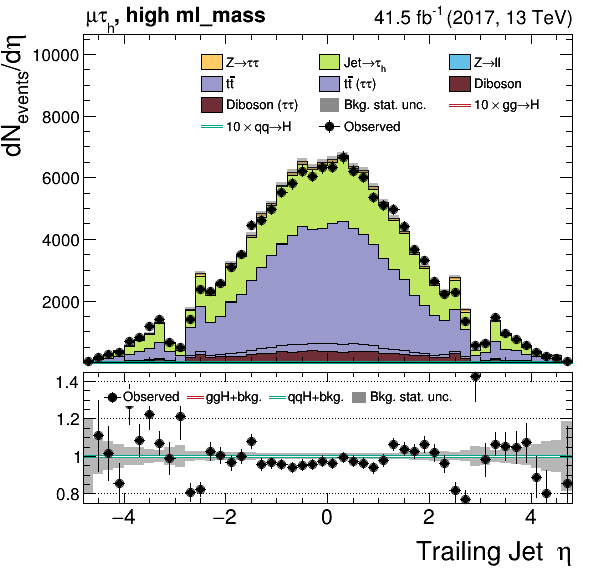 μτh, high ml_mass 41.5 fb⁻¹ (2017, 13 TeV)
dNevents/dη
10000
8000
6000
4000
2000
Z→ττ Jet→τh Z→ll
tt̄ tt̄ (ττ) Diboson
Diboson (ττ) Bkg. stat. unc. 10 × gg→H
10 × qq→H Observed
1.4
1.2
1
0.8
Observed ggH+bkg. qqH+bkg. Bkg. stat. unc.
−4 −2 0 2 4
Trailing Jet η